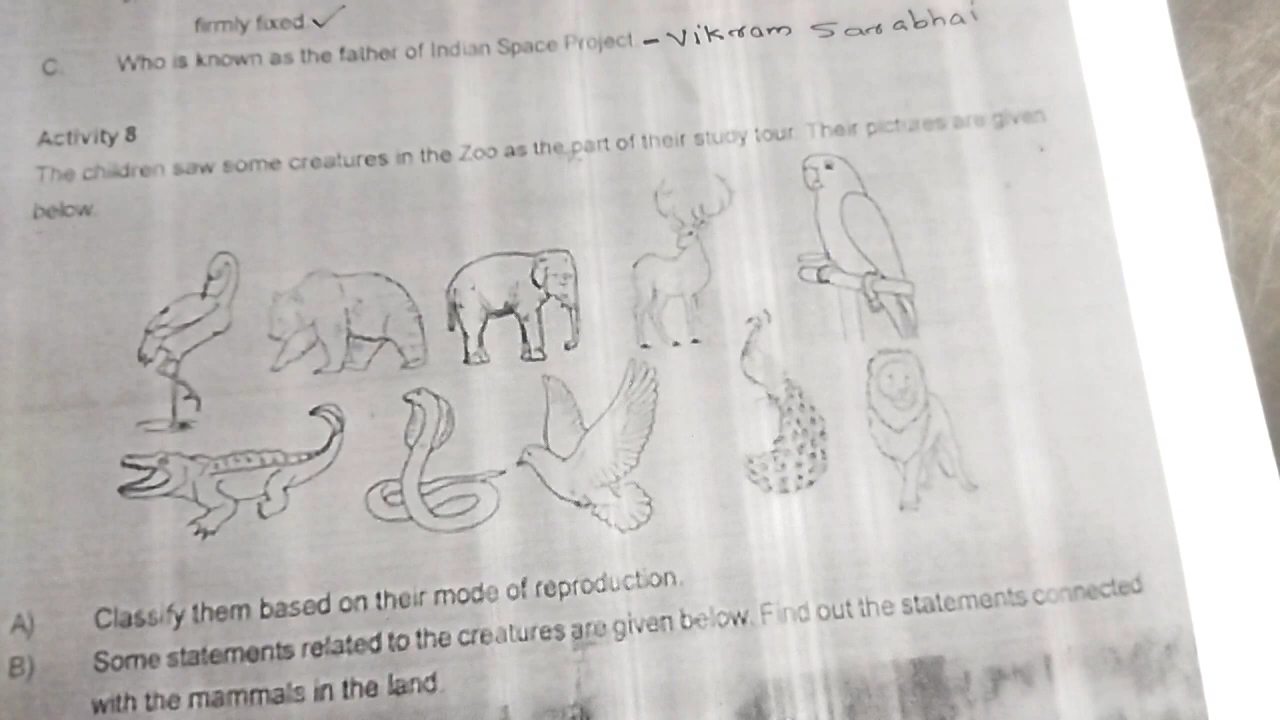 firmly fixed ✓
C. Who is known as the father of Indian Space Project - Vikram Sarabhai
Activity 8
The children saw some creatures in the Zoo as the part of their study tour. Their pictures are given
below.
A) Classify them based on their mode of reproduction.
B) Some statements related to the creatures are given below. Find out the statements connected
with the mammals in the land.